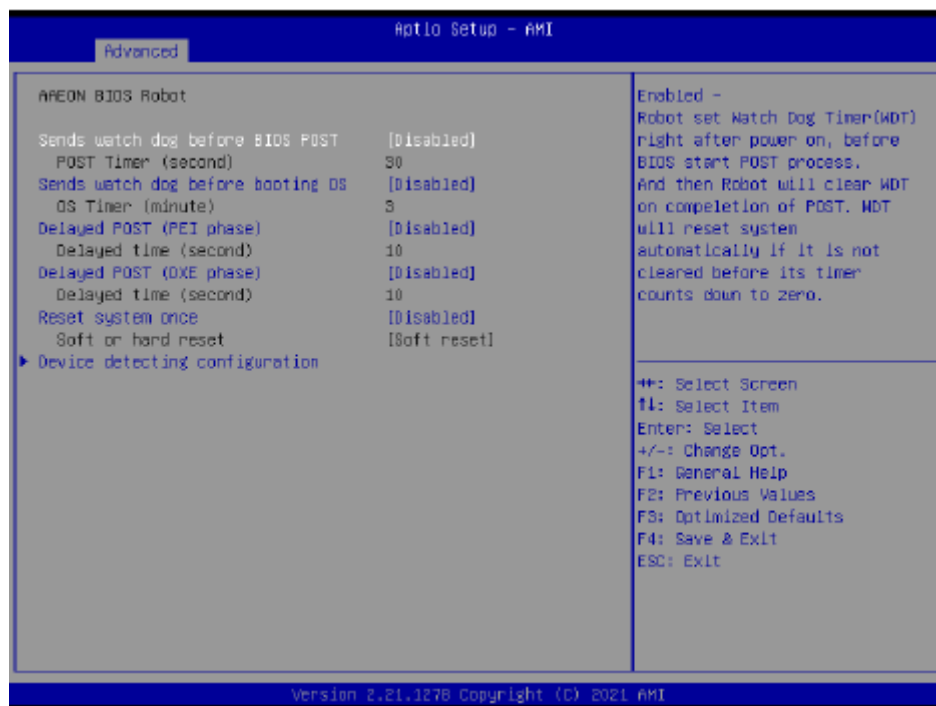 Aptio Setup - AMI
Advanced
AAEON BIOS Robot
Sends watch dog before BIOS POST [Disabled]
POST Timer (second) 30
Sends watch dog before booting OS [Disabled]
OS Timer (minute) 3
Delayed POST (PEI phase) [Disabled]
Delayed time (second) 10
Delayed POST (DXE phase) [Disabled]
Delayed time (second) 10
Reset system once [Disabled]
Soft or hard reset [Soft reset]
Device detecting configuration
Enabled -
Robot set Watch Dog Timer(WDT)
right after power on, before
BIOS start POST process.
And then Robot will clear WDT
on compeletion of POST. WDT
will reset system
automatically if it is not
cleared before its timer
counts down to zero.
→←: Select Screen
↑↓: Select Item
Enter: Select
+/-: Change Opt.
F1: General Help
F2: Previous Values
F3: Optimized Defaults
F4: Save & Exit
ESC: Exit
Version 2.21.1278 Copyright (C) 2021 AMI